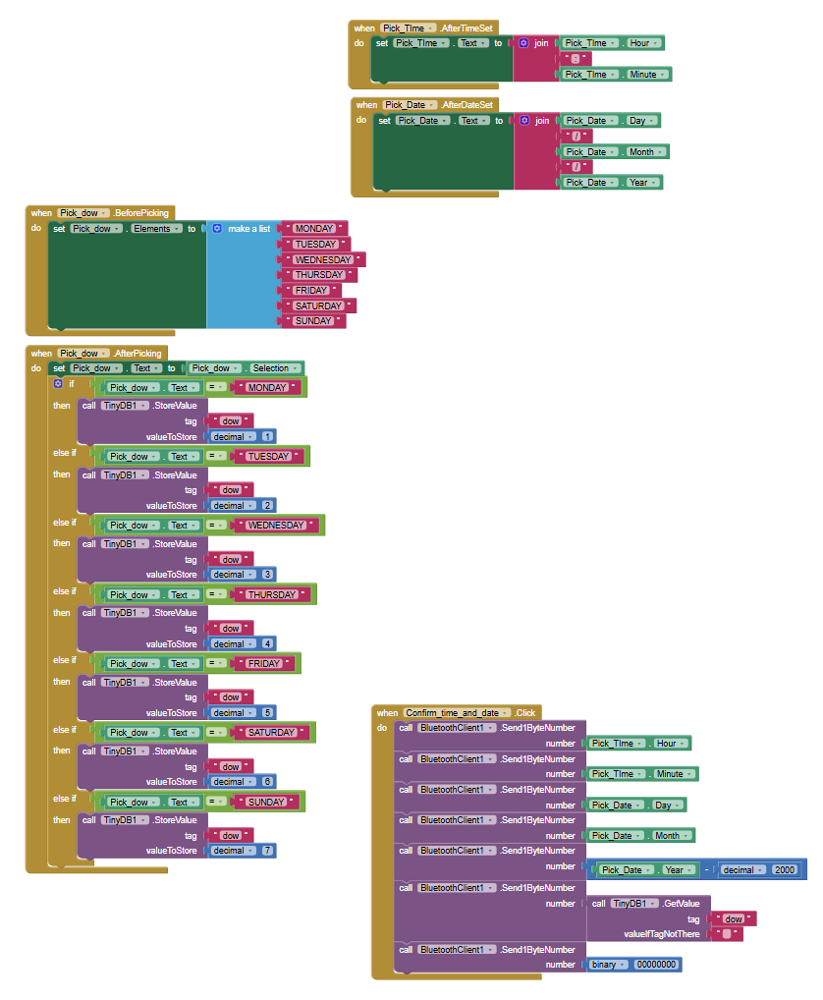 when Pick_TIme .AfterTimeSet
do set Pick_TIme . Text to join Pick_TIme . Hour
" : "
Pick_TIme . Minute
when Pick_Date .AfterDateSet
do set Pick_Date . Text to join Pick_Date . Day
" / "
Pick_Date . Month
" / "
Pick_Date . Year
when Pick_dow .BeforePicking
do set Pick_dow . Elements to make a list " MONDAY "
" TUESDAY "
" WEDNESDAY "
" THURSDAY "
" FRIDAY "
" SATURDAY "
" SUNDAY "
when Pick_dow .AfterPicking
do set Pick_dow . Text to Pick_dow . Selection
if Pick_dow . Text = " MONDAY "
then call TinyDB1 .StoreValue
tag " dow "
valueToStore decimal 1
else if Pick_dow . Text = " TUESDAY "
then call TinyDB1 .StoreValue
tag " dow "
valueToStore decimal 2
else if Pick_dow . Text = " WEDNESDAY "
then call TinyDB1 .StoreValue
tag " dow "
valueToStore decimal 3
else if Pick_dow . Text = " THURSDAY "
then call TinyDB1 .StoreValue
tag " dow "
valueToStore decimal 4
else if Pick_dow . Text = " FRIDAY "
then call TinyDB1 .StoreValue
tag " dow "
valueToStore decimal 5
else if Pick_dow . Text = " SATURDAY "
then call TinyDB1 .StoreValue
tag " dow "
valueToStore decimal 6
else if Pick_dow . Text = " SUNDAY "
then call TinyDB1 .StoreValue
tag " dow "
valueToStore decimal 7
when Confirm_time_and_date .Click
do call BluetoothClient1 .Send1ByteNumber
number Pick_TIme . Hour
call BluetoothClient1 .Send1ByteNumber
number Pick_TIme . Minute
call BluetoothClient1 .Send1ByteNumber
number Pick_Date . Day
call BluetoothClient1 .Send1ByteNumber
number Pick_Date . Month
call BluetoothClient1 .Send1ByteNumber
number Pick_Date . Year - decimal 2000
call BluetoothClient1 .Send1ByteNumber
number call TinyDB1 .GetValue
tag " dow "
valueIfTagNotThere " "
call BluetoothClient1 .Send1ByteNumber
number binary 00000000